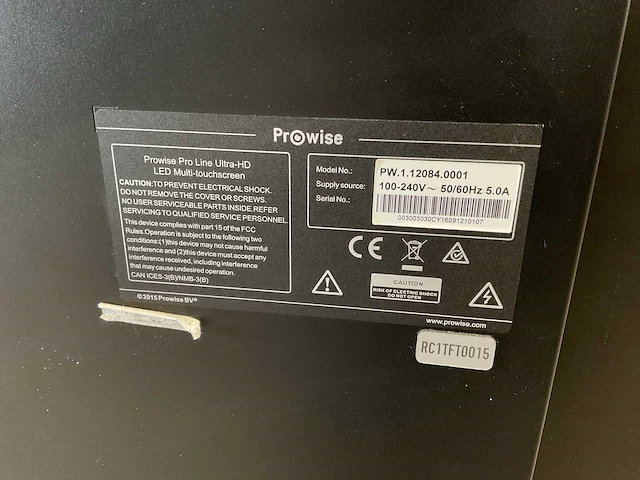 Prowise
Prowise Pro Line Ultra-HD
LED Multi-touchscreen
CAUTION:TO PREVENT ELECTRICAL SHOCK.
DO NOT REMOVE THE COVER OR SCREWS.
NO USER SERVICEABLE PARTS INSIDE.REFER
SERVICING TO QUALIFIED SERVICE PERSONNEL.
This device complies with part 15 of the FCC
Rules.Operation is subject to the following two
conditions:(1)this device may not cause harmful
interference and (2)this device must accept any
interference received, including interference
that may cause undesired operation.
CAN ICES-3(B)/NMB-3(B)
©2015 Prowise BV®
Model No.: PW.1.12084.0001
Supply source: 100-240V~ 50/60Hz 5.0A
Serial No.:
003003030CY16091210107
CE
CAUTION
RISK OF ELECTRIC SHOCK
DO NOT OPEN
www.prowise.com
RC1TFT0015